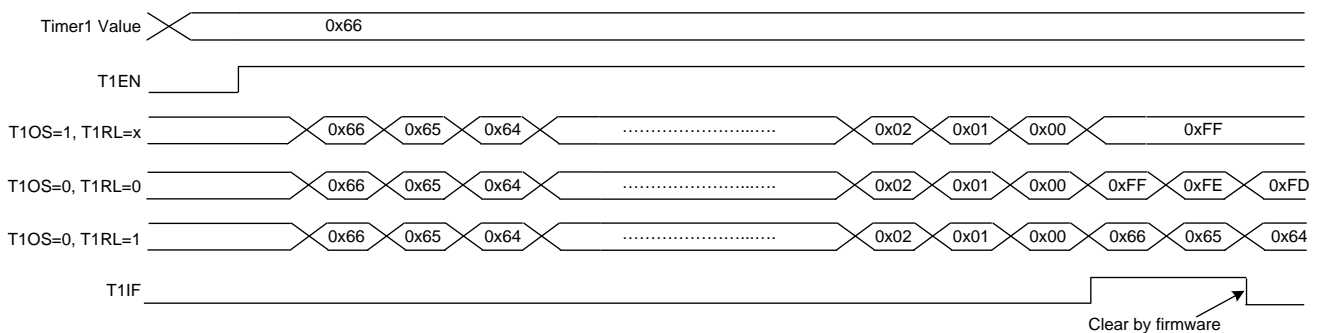 Timer1 Value 0x66
T1EN
T1OS=1, T1RL=x 0x66 0x65 0x64 ........................ 0x02 0x01 0x00 0xFF
T1OS=0, T1RL=0 0x66 0x65 0x64 ........................ 0x02 0x01 0x00 0xFF 0xFE 0xFD
T1OS=0, T1RL=1 0x66 0x65 0x64 ........................ 0x02 0x01 0x00 0x66 0x65 0x64
T1IF
Clear by firmware